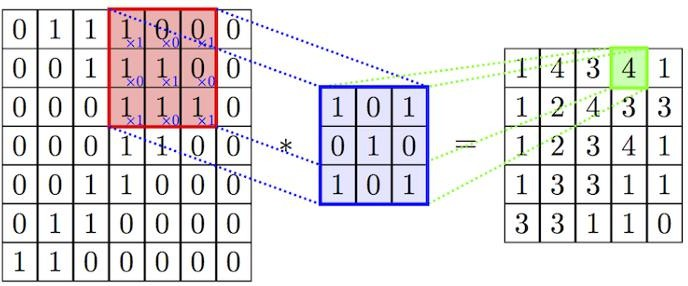 0 1 1 1×1 0×0 0×1 0
0 0 1 1×0 1×1 0×0 0
0 0 0 1×1 1×0 1×1 0
0 0 0 1 1 0 0
0 0 1 1 0 0 0
0 1 1 0 0 0 0
1 1 0 0 0 0 0
*
1 0 1
0 1 0
1 0 1
=
1 4 3 4 1
1 2 4 3 3
1 2 3 4 1
1 3 3 1 1
3 3 1 1 0